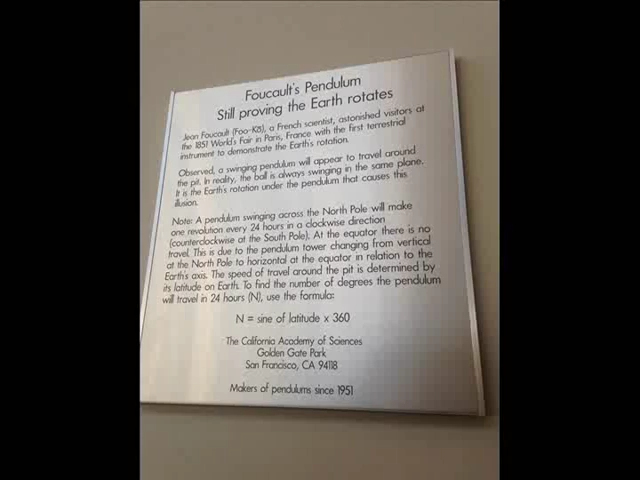 Foucault's Pendulum
Still proving the Earth rotates
Jean Foucault (Foo-Kō), a French scientist, astonished visitors at
the 1851 World's Fair in Paris, France with the first terrestrial
instrument to demonstrate the Earth's rotation.
Observed, a swinging pendulum will appear to travel around
the pit. In reality, the ball is always swinging in the same plane.
It is the Earth's rotation under the pendulum that causes this
illusion.
Note: A pendulum swinging across the North Pole will make
one revolution every 24 hours in a clockwise direction
(counterclockwise at the South Pole). At the equator there is no
travel. This is due to the pendulum tower changing from vertical
at the North Pole to horizontal at the equator in relation to the
Earth's axis. The speed of travel around the pit is determined by
its latitude on Earth. To find the number of degrees the pendulum
will travel in 24 hours (N), use the formula:
N = sine of latitude x 360
The California Academy of Sciences
Golden Gate Park
San Francisco, CA 94118
Makers of pendulums since 1951